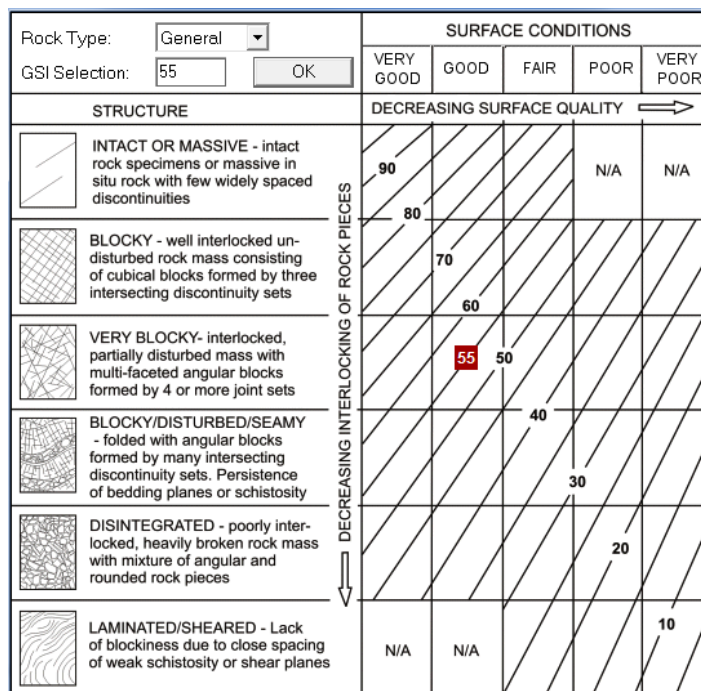 Rock Type:
General
GSI Selection:
55
OK
SURFACE CONDITIONS
VERY
GOOD
GOOD
FAIR
POOR
VERY
POOR
STRUCTURE
DECREASING SURFACE QUALITY
DECREASING INTERLOCKING OF ROCK PIECES
INTACT OR MASSIVE - intact
rock specimens or massive in
situ rock with few widely spaced
discontinuities
90
80
N/A
N/A
BLOCKY - well interlocked un-
disturbed rock mass consisting
of cubical blocks formed by three
intersecting discontinuity sets
70
60
VERY BLOCKY- interlocked,
partially disturbed mass with
multi-faceted angular blocks
formed by 4 or more joint sets
55
50
BLOCKY/DISTURBED/SEAMY
- folded with angular blocks
formed by many intersecting
discontinuity sets. Persistence
of bedding planes or schistosity
40
30
DISINTEGRATED - poorly inter-
locked, heavily broken rock mass
with mixture of angular and
rounded rock pieces
20
LAMINATED/SHEARED - Lack
of blockiness due to close spacing
of weak schistosity or shear planes
N/A
N/A
10